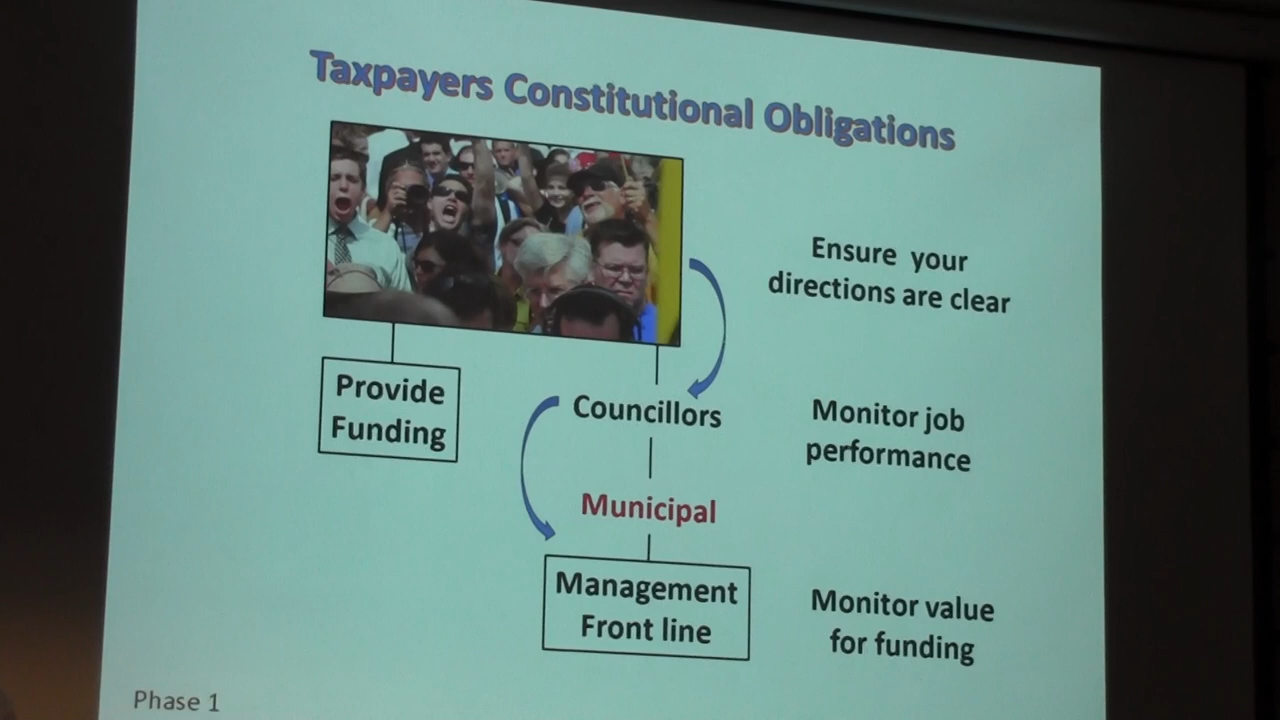 Taxpayers Constitutional Obligations
Ensure your
directions are clear
Provide
Funding
Councillors
Monitor job
performance
Municipal
Management
Front line
Monitor value
for funding
Phase 1